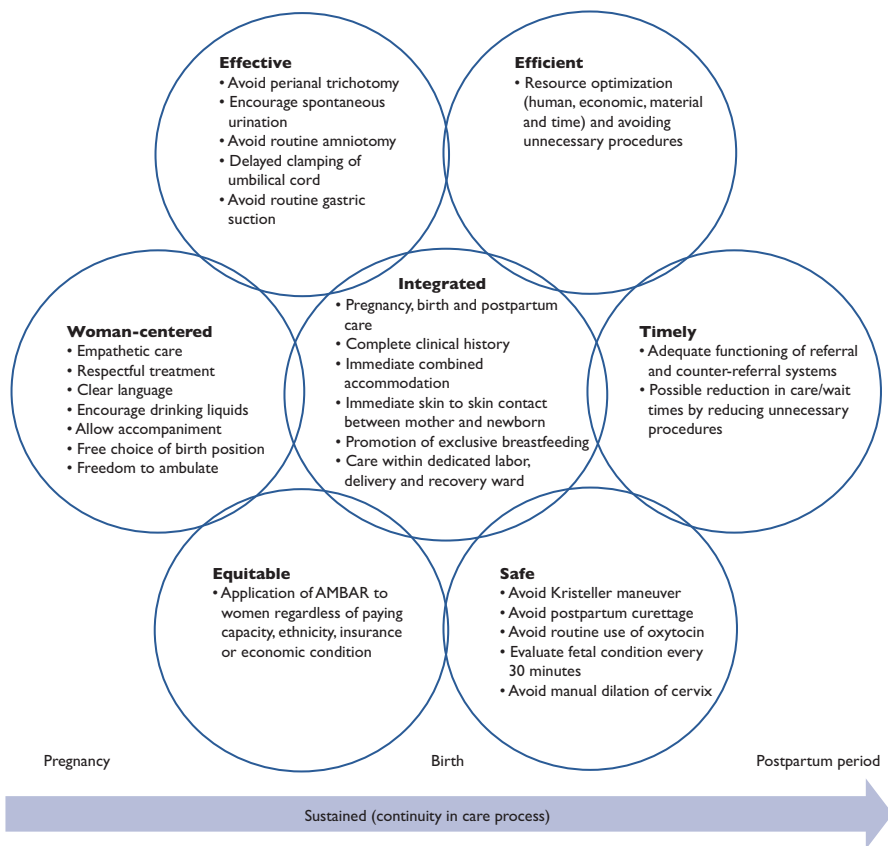 Effective
• Avoid perianal trichotomy
• Encourage spontaneous
urination
• Avoid routine amniotomy
• Delayed clamping of
umbilical cord
• Avoid routine gastric
suction
Efficient
• Resource optimization
(human, economic, material
and time) and avoiding
unnecessary procedures
Woman-centered
• Empathetic care
• Respectful treatment
• Clear language
• Encourage drinking liquids
• Allow accompaniment
• Free choice of birth position
• Freedom to ambulate
Integrated
• Pregnancy, birth and postpartum
care
• Complete clinical history
• Immediate combined
accommodation
• Immediate skin to skin contact
between mother and newborn
• Promotion of exclusive breastfeeding
• Care within dedicated labor,
delivery and recovery ward
Timely
• Adequate functioning of referral
and counter-referral systems
• Possible reduction in care/wait
times by reducing unnecessary
procedures
Equitable
• Application of AMBAR to
women regardless of paying
capacity, ethnicity, insurance
or economic condition
Safe
• Avoid Kristeller maneuver
• Avoid postpartum curettage
• Avoid routine use of oxytocin
• Evaluate fetal condition every
30 minutes
• Avoid manual dilation of cervix
Pregnancy
Birth
Postpartum period
Sustained (continuity in care process)